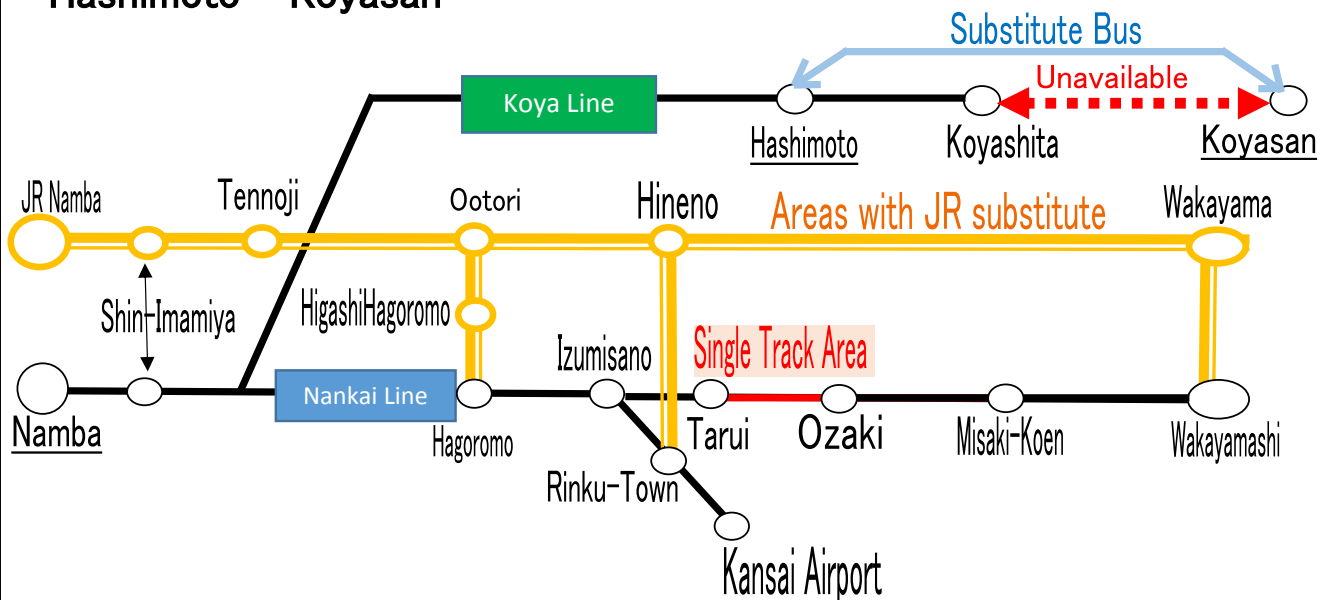 Hashimoto - Koyasan
Substitute Bus
Unavailable
Koya Line
Hashimoto
Koyashita
Koyasan
JR Namba
Tennoji
Ootori
Hineno
Areas with JR substitute
Wakayama
Shin-Imamiya
HigashiHagoromo
Izumisano
Single Track Area
Nankai Line
Namba
Hagoromo
Tarui
Ozaki
Misaki-Koen
Wakayamashi
Rinku-Town
Kansai Airport